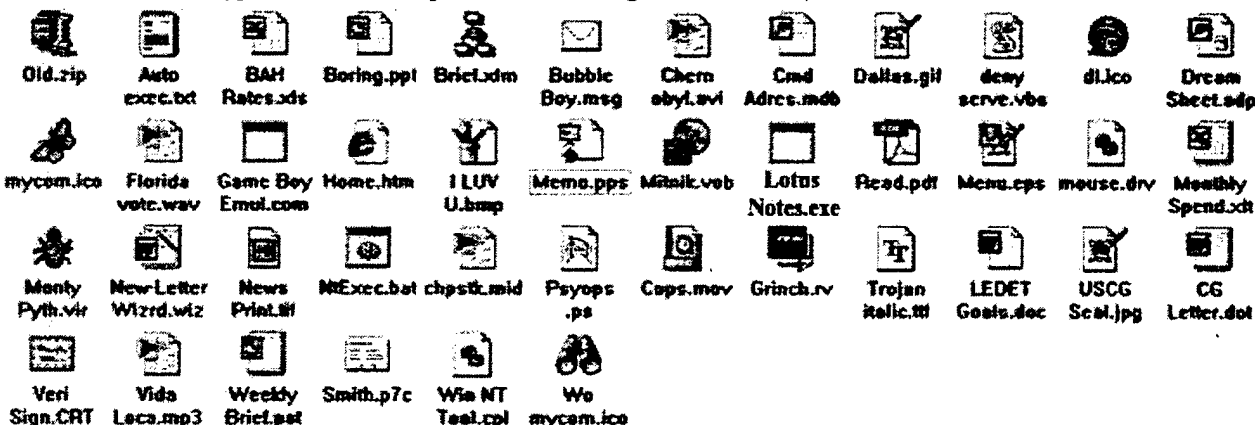 Old.zip
Auto
exec.txt
BAH
Rates.xls
Boring.ppt
Brief.xdm
Bubble
Boy.msg
Chern
obyl.avi
Cmd
Adres.mdb
Dallas.gif
deny
serve.vbs
dl.ico
Dream
Sheet.adp
mycom.ico
Florida
vote.wav
Game Boy
Emul.com
Home.htm
I LUV
U.bmp
Memo.pps
Mitnik.vob
Lotus
Notes.exe
Read.pdf
Menu.eps
mouse.drv
Monthly
Spend.xlt
Monty
Pyth.vir
New-Letter
Wizrd.wiz
News
Print.tif
NtExec.bat
chpstk.mid
Psyops
.ps
Cops.mov
Grinch.rv
Trojan
italic.ttf
LEDET
Goals.doc
USCG
Seal.jpg
CG
Letter.dot
Veri
Sign.CRT
Vida
Loca.mp3
Weekly
Brief.pot
Smith.p7c
Win NT
Tool.cpl
Wo
mycom.ico